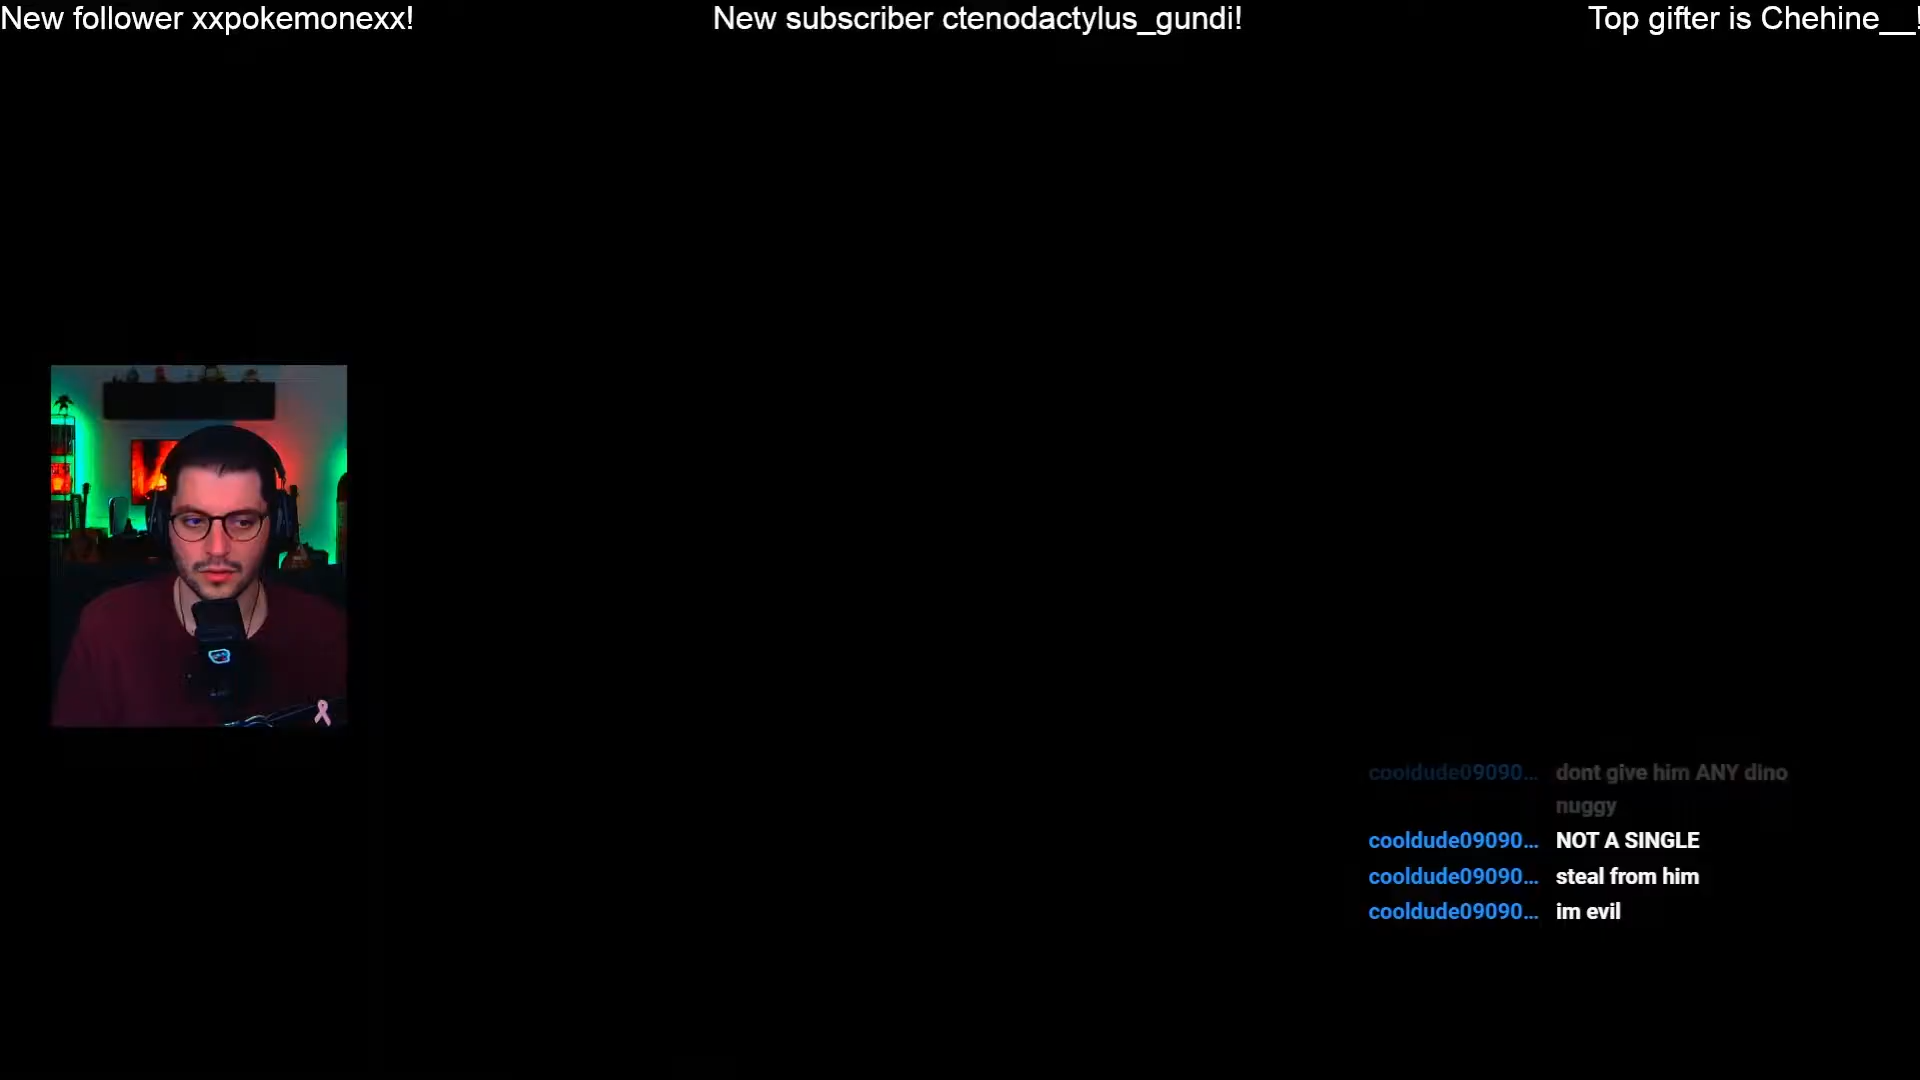 New follower xxpokemonexx!
New subscriber ctenodactylus_gundi!
Top gifter is Chehine__!
cooldude09090... dont give him ANY dino
nuggy
cooldude09090... NOT A SINGLE
cooldude09090... steal from him
cooldude09090... im evil